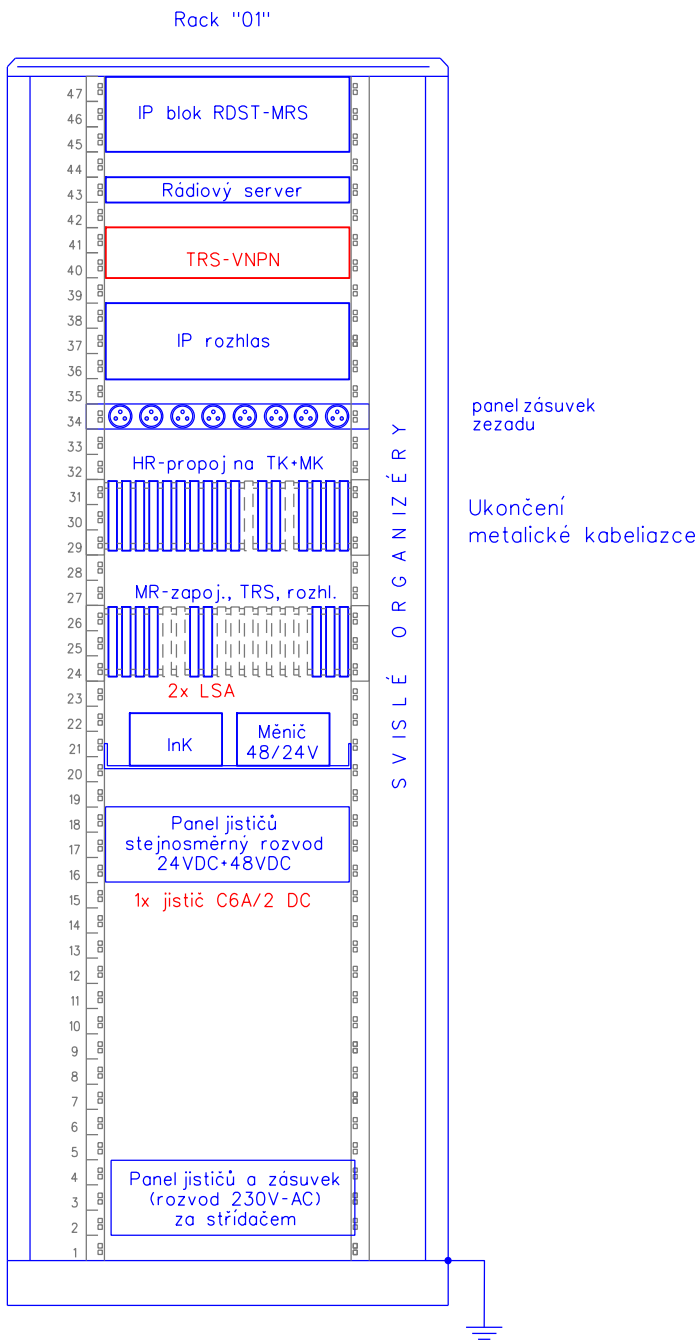 Rack "01"
47
46
45
44
43
42
41
40
39
38
37
36
35
34
33
32
31
30
29
28
27
26
25
24
23
22
21
20
19
18
17
16
15
14
13
12
11
10
9
8
7
6
5
4
3
2
1
IP blok RDST-MRS
Rádiový server
TRS-VNPN
IP rozhlas
HR-propoj na TK+MK
MR-zapoj., TRS, rozhl.
2x LSA
InK
Měnič
48/24V
Panel jističů
stejnosměrný rozvod
24VDC+48VDC
1x jistič C6A/2 DC
Panel jističů a zásuvek
(rozvod 230V-AC)
za střídačem
SVISLÉ ORGANIZÉRY
panel zásuvek
zezadu
Ukončení
metalické kabeliazce